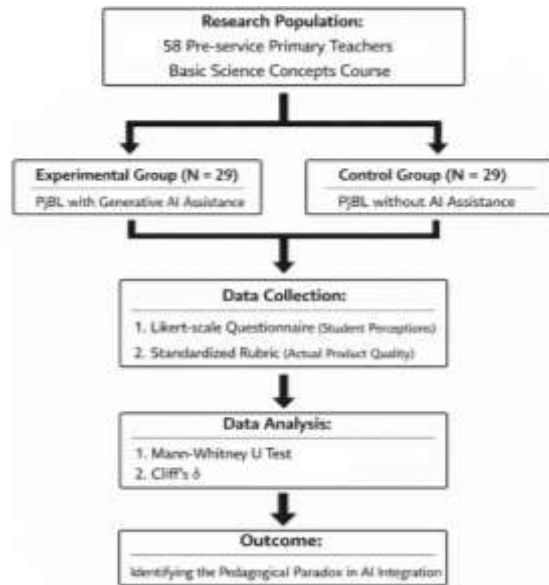 Research Population:
58 Pre-service Primary Teachers
Basic Science Concepts Course
Experimental Group (N = 29)
PjBL with Generative AI Assistance
Control Group (N = 29)
PjBL without AI Assistance
Data Collection:
1. Likert-scale Questionnaire (Student Perceptions)
2. Standardized Rubric (Actual Product Quality)
Data Analysis:
1. Mann-Whitney U Test
2. Cliff's δ
Outcome:
Identifying the Pedagogical Paradox in AI Integration